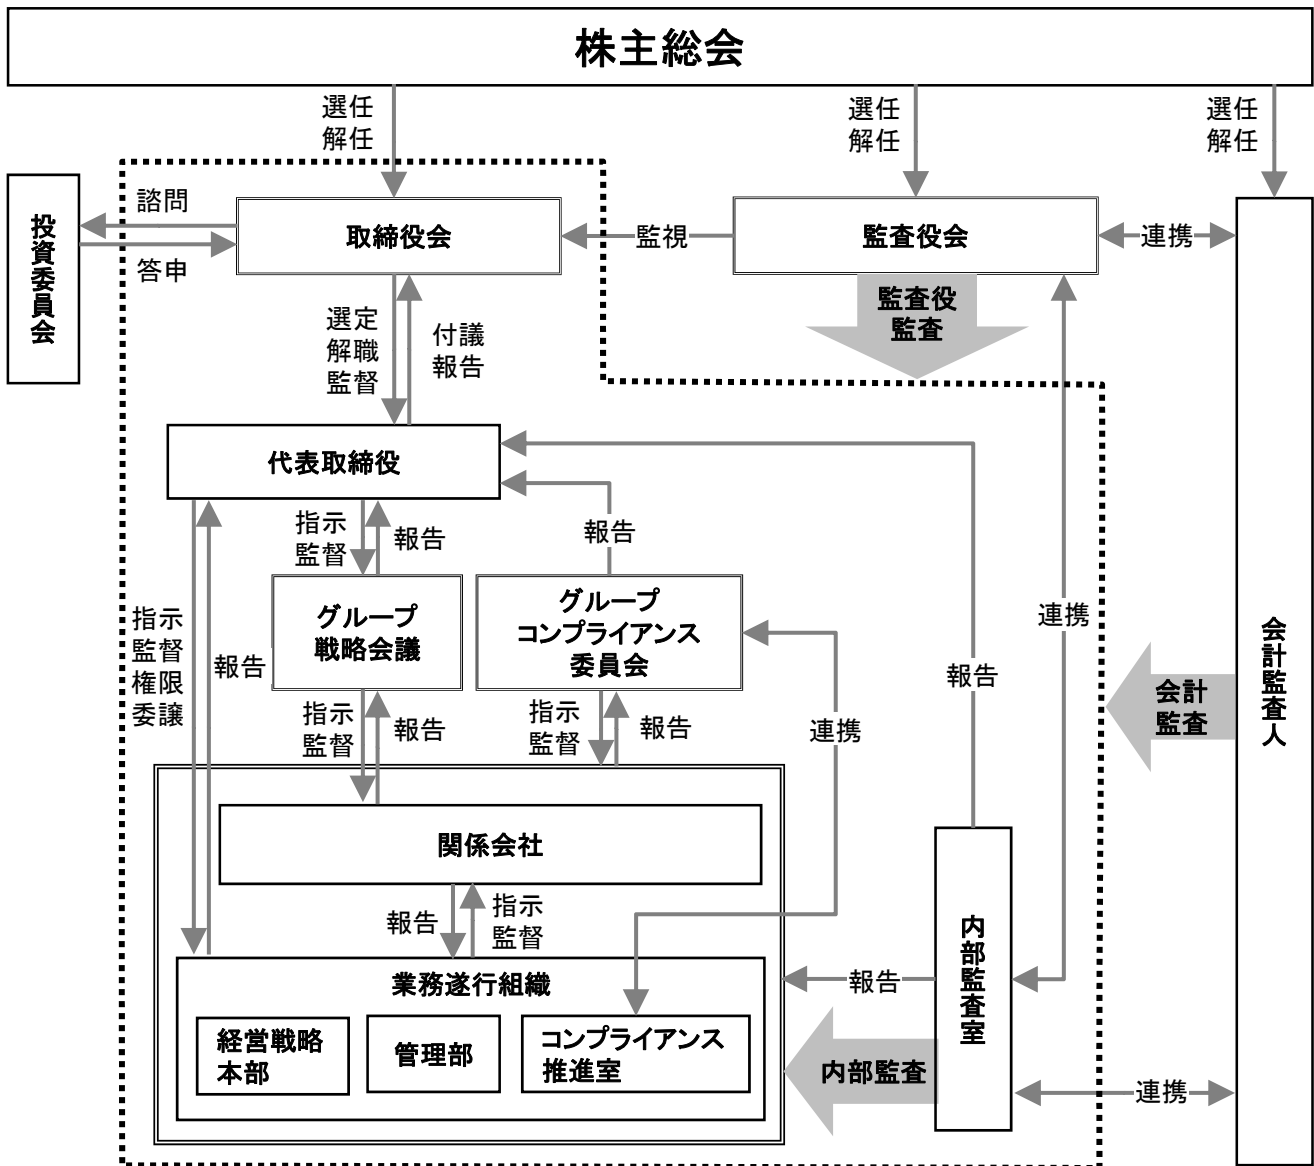 株主総会
選任
解任
選任
解任
選任
解任
投資委員会
諮問
答申
取締役会
監視
監査役会
連携
監査役
監査
選定
解職
監督
付議
報告
代表取締役
指示
監督
報告
報告
グループ
戦略会議
グループ
コンプライアンス
委員会
指示
監督
権限
委譲
報告
連携
報告
会計監査人
会計
監査
指示
監督
報告
指示
監督
報告
連携
関係会社
報告
指示
監督
内部監査室
業務遂行組織
報告
経営戦略
本部
管理部
コンプライアンス
推進室
内部監査
連携